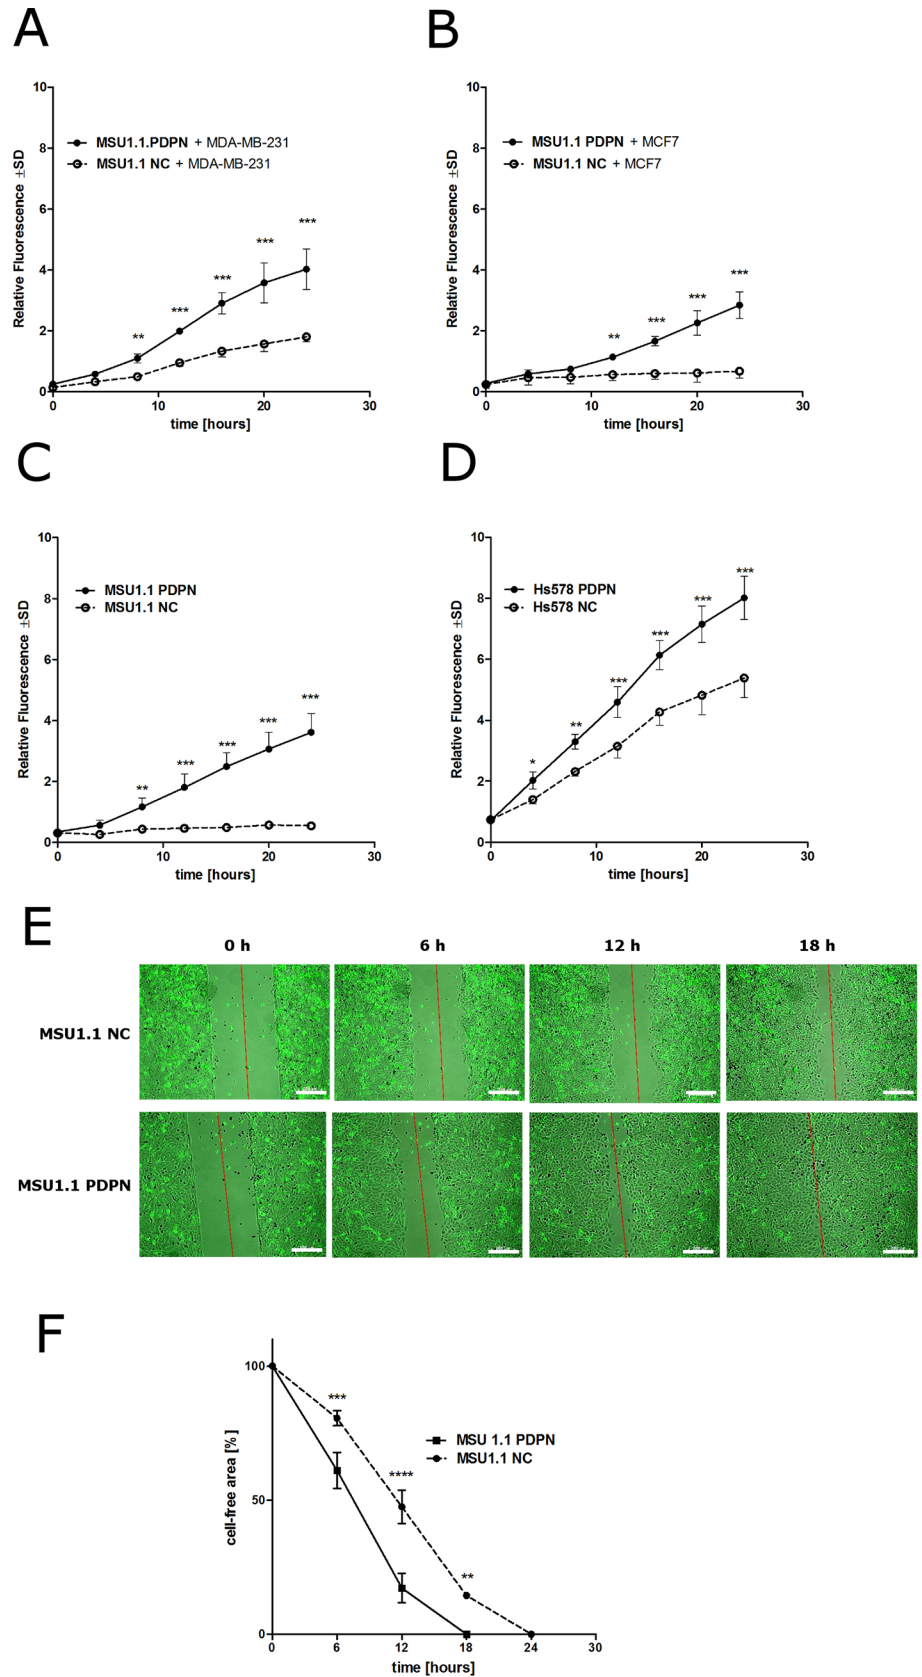 A
10
8
6
4
2
0
Relative Fluorescence ±SD
MSU1.1.PDPN + MDA-MB-231
MSU1.1 NC + MDA-MB-231
**
***
***
***
***
0 10 20 30
time [hours]
B
10
8
6
4
2
0
Relative Fluorescence ±SD
MSU1.1 PDPN + MCF7
MSU1.1 NC + MCF7
**
***
***
***
0 10 20 30
time [hours]
C
10
8
6
4
2
0
Relative Fluorescence ±SD
MSU1.1 PDPN
MSU1.1 NC
**
***
***
***
***
0 10 20 30
time [hours]
D
10
8
6
4
2
0
Relative Fluorescence ±SD
Hs578 PDPN
Hs578 NC
*
**
***
***
***
***
0 10 20 30
time [hours]
E
0 h 6 h 12 h 18 h
MSU1.1 NC
MSU1.1 PDPN
F
100
50
0
cell-free area [%]
MSU 1.1 PDPN
MSU1.1 NC
***
****
**
0 6 12 18 24 30
time [hours]